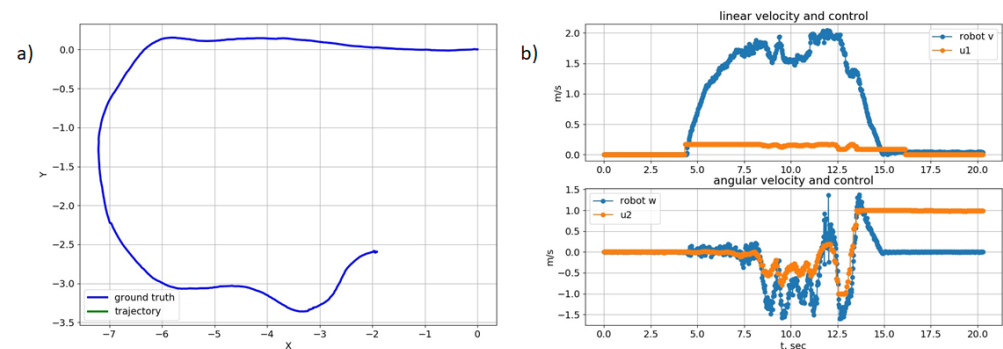 a)
0.0
−0.5
−1.0
−1.5
−2.0
−2.5
−3.0
−3.5
Y
ground truth
trajectory
−7 −6 −5 −4 −3 −2 −1 0
X
b)
linear velocity and control
2.0
1.5
1.0
0.5
0.0
m/s
robot v
u1
0.0 2.5 5.0 7.5 10.0 12.5 15.0 17.5 20.0
angular velocity and control
1.5
1.0
0.5
0.0
−0.5
−1.0
−1.5
m/s
robot w
u2
0.0 2.5 5.0 7.5 10.0 12.5 15.0 17.5 20.0
t, sec